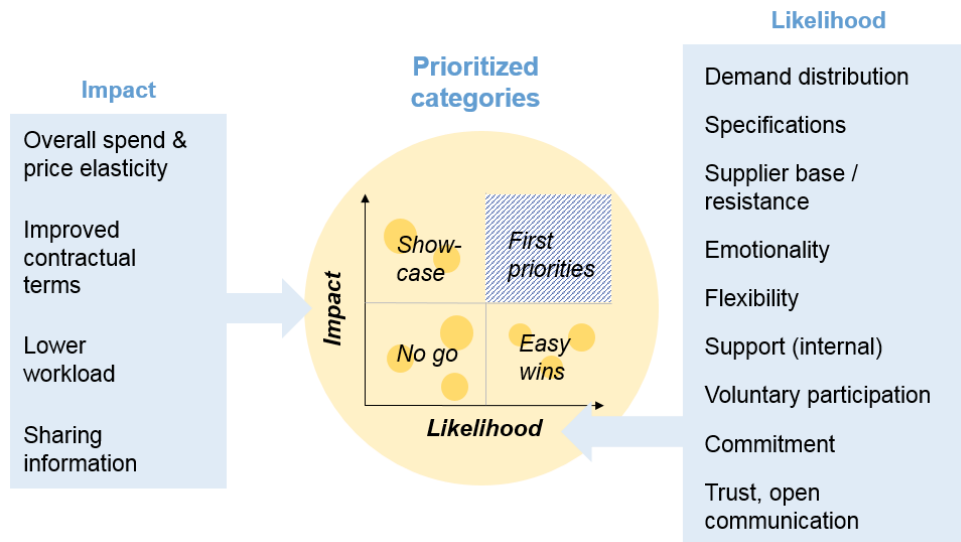 Impact
Overall spend &
price elasticity
Improved
contractual
terms
Lower
workload
Sharing
information
Prioritized
categories
Impact
Show-
case
First
priorities
No go
Easy
wins
Likelihood
Likelihood
Demand distribution
Specifications
Supplier base /
resistance
Emotionality
Flexibility
Support (internal)
Voluntary participation
Commitment
Trust, open
communication